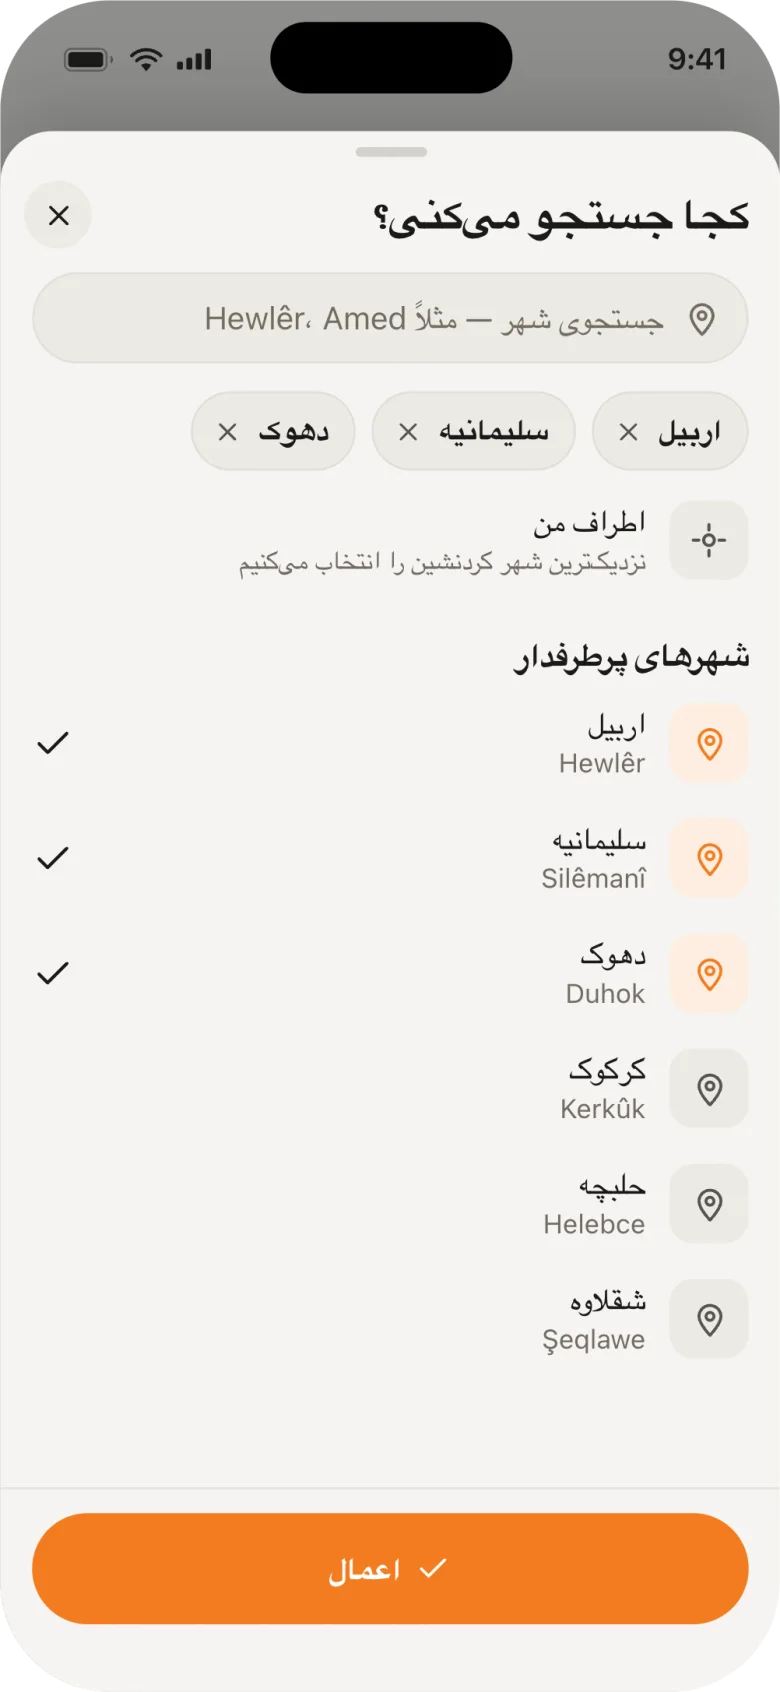 9:41
کجا جستجو می‌کنی؟
جستجوی شهر — مثلاً Hewlêr، Amed
اربیل سلیمانیه دهوک
اطراف من
نزدیکترین شهر کردنشین را انتخاب می‌کنیم
شهرهای پرطرفدار
اربیل
Hewlêr
سلیمانیه
Silêmanî
دهوک
Duhok
کرکوک
Kerkûk
حلبچه
Helebce
شقلاوه
Şeqlawe
اعمال